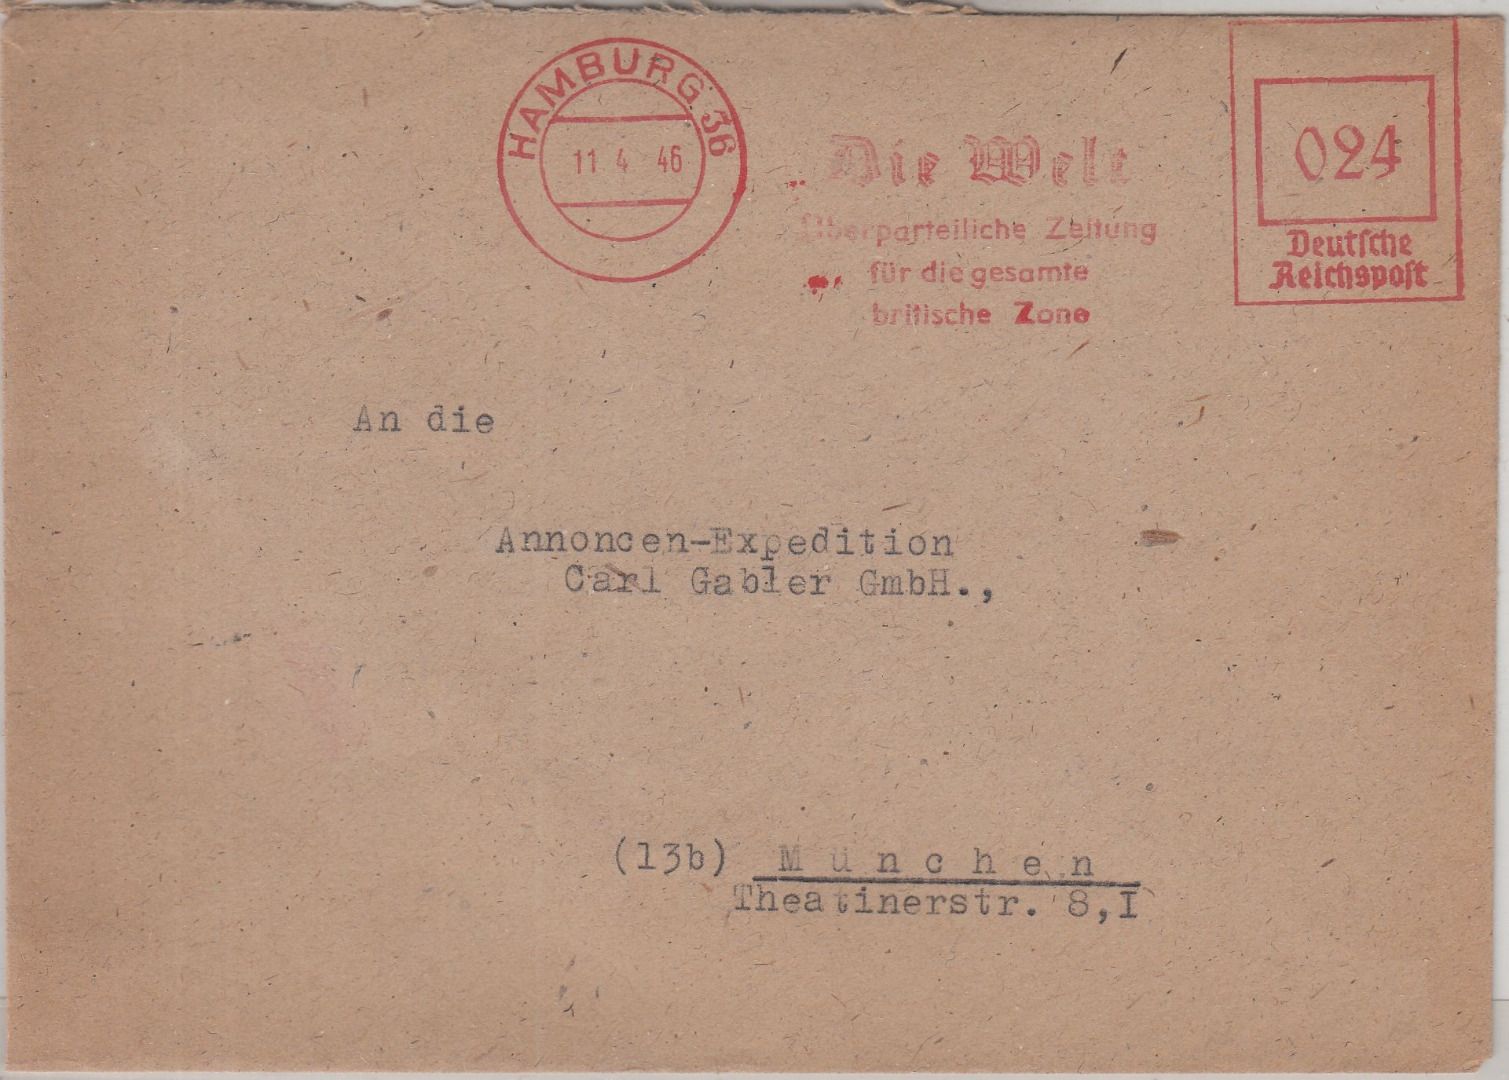 HAMBURG 36
11. 4 46
Die Welt
Überparteiliche Zeitung
für die gesamte
britische Zone
024
Deutsche
Reichspost
An die
Annoncen-Expedition
Carl Gabler GmbH.,
(13b) München
Theatinerstr. 8,I